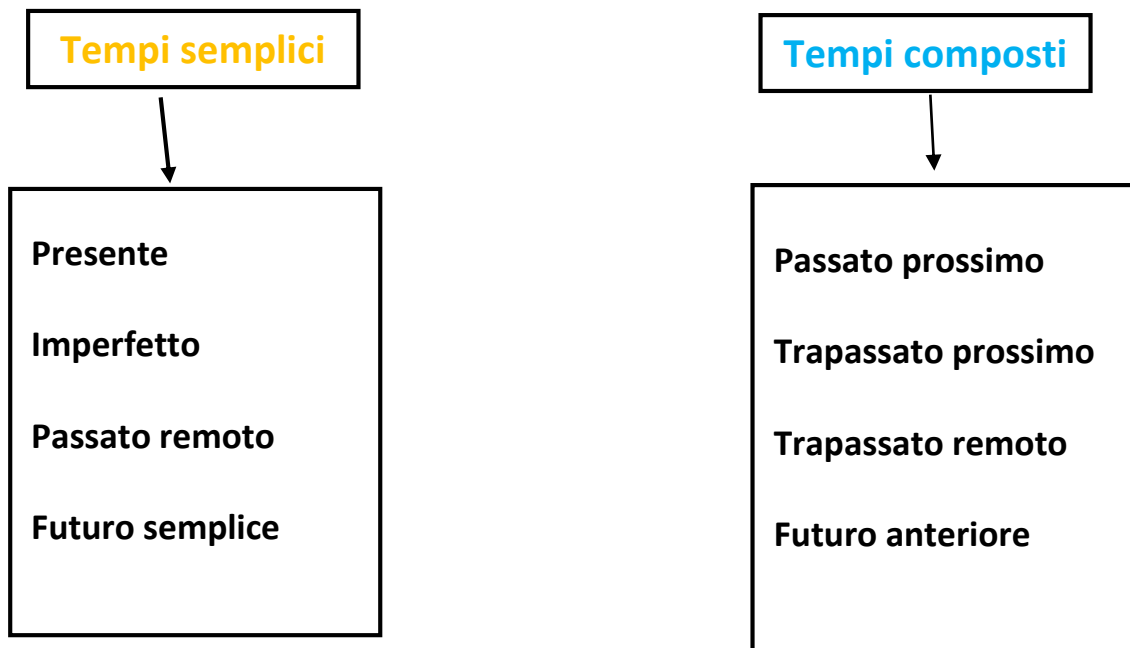 Tempi semplici
Presente
Imperfetto
Passato remoto
Futuro semplice
Tempi composti
Passato prossimo
Trapassato prossimo
Trapassato remoto
Futuro anteriore